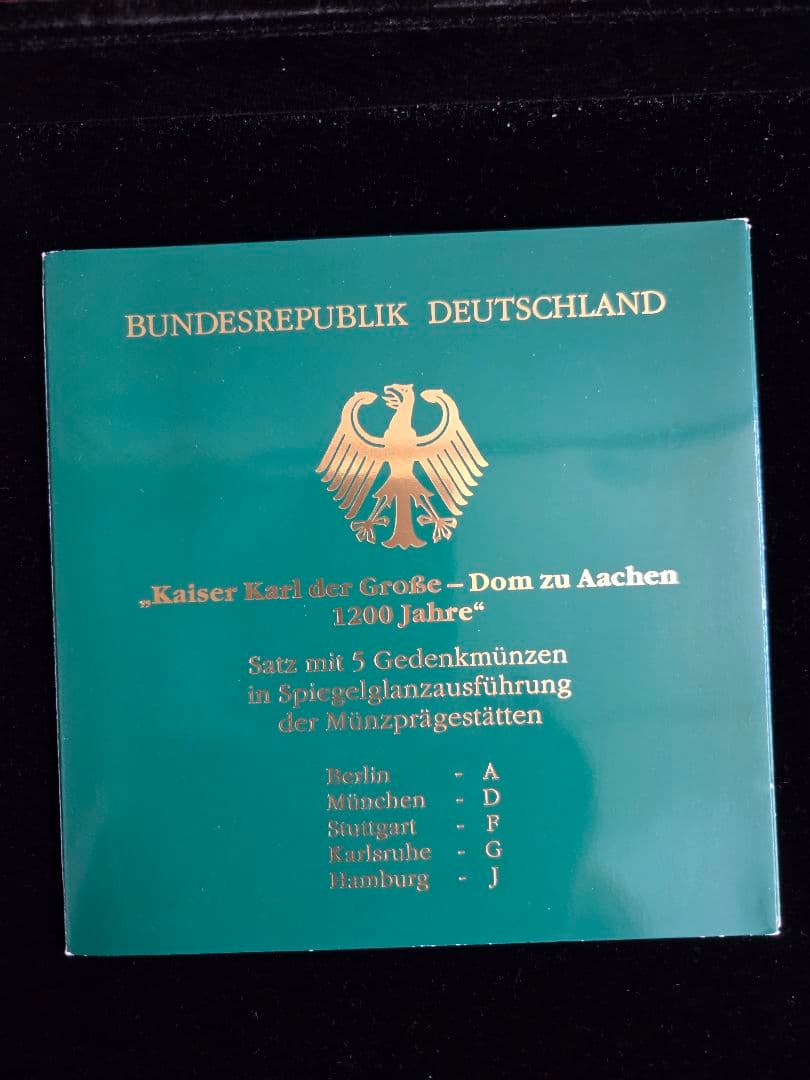 BUNDESREPUBLIK DEUTSCHLAND
„Kaiser Karl der Große – Dom zu Aachen
1200 Jahre“
Satz mit 5 Gedenkmünzen
in Spiegelglanzausführung
der Münzprägestätten
Berlin - A
München - D
Stuttgart - F
Karlsruhe - G
Hamburg - J